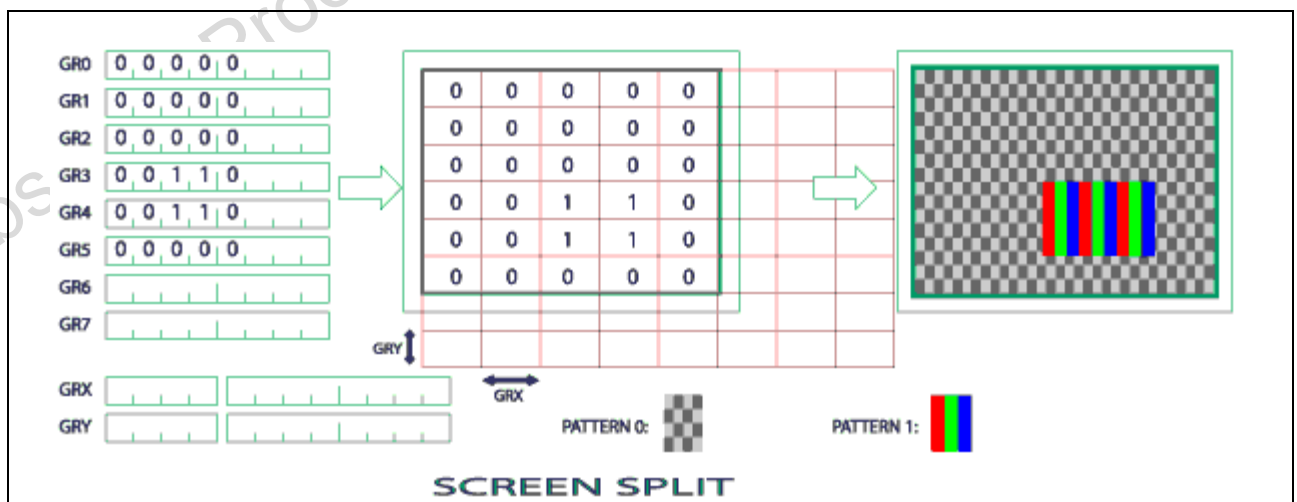 GR0 0 0 0 0 0
GR1 0 0 0 0 0
GR2 0 0 0 0 0
GR3 0 0 1 1 0
GR4 0 0 1 1 0
GR5 0 0 0 0 0
GR6
GR7
GRX
GRY
0 0 0 0 0
0 0 0 0 0
0 0 0 0 0
0 0 1 1 0
0 0 1 1 0
0 0 0 0 0
GRY
GRX
PATTERN 0:
PATTERN 1:
SCREEN SPLIT